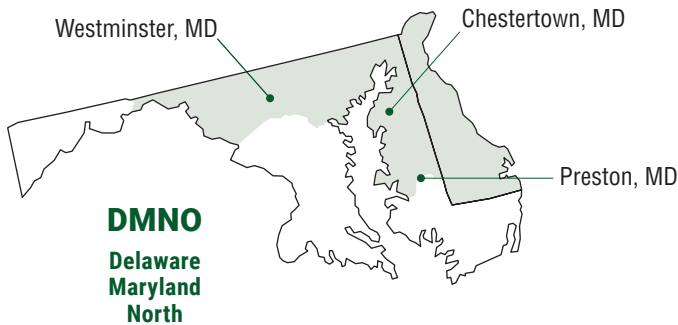 Westminster, MD
Chestertown, MD
Preston, MD
DMNO
Delaware
Maryland
North